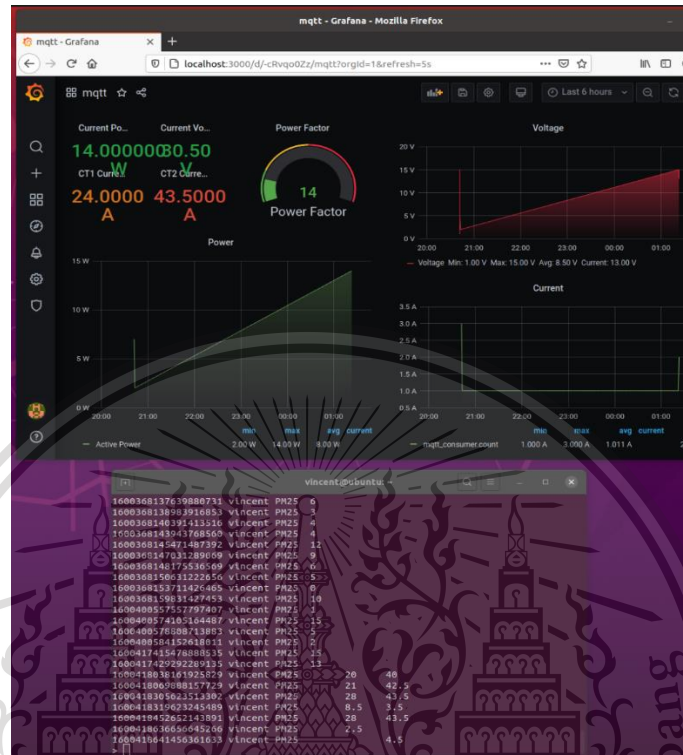 mqtt - Grafana - Mozilla Firefox
mqtt - Grafana
localhost:3000/d/-cRvqo0Zz/mqtt?orgId=1&refresh=5s
mqtt
Last 6 hours
Current Po...
Current Vo...
Power Factor
Voltage
14.0000
W
30.50
V
CT1 Curre...
CT2 Curre...
24.0000
A
43.5000
A
14
Power Factor
20 V
15 V
10 V
5 V
0 V
20:00 21:00 22:00 23:00 00:00 01:00
Voltage Min: 1.00 V Max: 15.00 V Avg: 8.50 V Current: 13.00 V
Power
15 W
10 W
5 W
0 W
20:00 21:00 22:00 23:00 00:00 01:00
min max avg current
Active Power 2.00 W 14.00 W 8.00 W
Current
3.5 A
3.0 A
2.5 A
2.0 A
1.5 A
1.0 A
0.5 A
20:00 21:00 22:00 23:00 00:00 01:00
min max avg current
mqtt_consumer.count 1.000 A 3.000 A 1.011 A
vincent@ubuntu: ~
1600368137639880731 vincent PM25 6
1600368138983916853 vincent PM25 3
1600368140391413516 vincent PM25 4
1600368143943768560 vincent PM25 4
1600368145471487392 vincent PM25 12
1600368147031289669 vincent PM25 9
1600368148175536569 vincent PM25 6
1600368150631222656 vincent PM25 5
1600368153711426465 vincent PM25
1600368159831427453 vincent PM25 10
1600400557557797407 vincent PM25 1
1600400574105164487 vincent PM25 15
1600400578808713883 vincent PM25 5
1600400584152618011 vincent PM25 2
1600417415478888535 vincent PM25 15
1600417429292289135 vincent PM25 13
1600418038161925829 vincent PM25 20 40
1600418069888157729 vincent PM25 21 42.5
1600418305623513302 vincent PM25 28 43.5
1600418319623245489 vincent PM25 8.5 3.5
1600418452652143891 vincent PM25 28 43.5
1600418636656645266 vincent PM25 2.5
1600418641456361633 vincent PM25 4.5
>